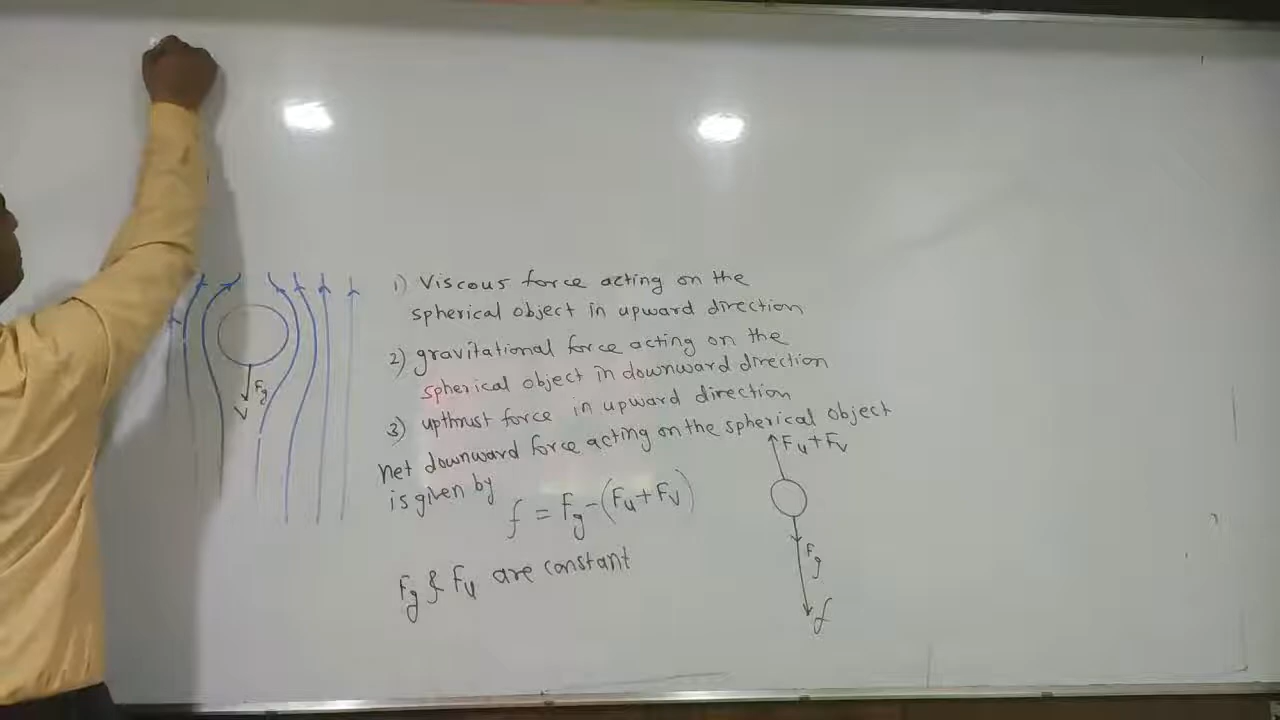 1) Viscous force acting on the
spherical object in upward direction
2) gravitational force acting on the
spherical object in downward direction
3) upthrust force in upward direction
net downward force acting on the spherical object
is given by
f = Fg-(Fu+Fv)
Fg & Fu are constant
Fg
V
Fu+Fv
Fg
f